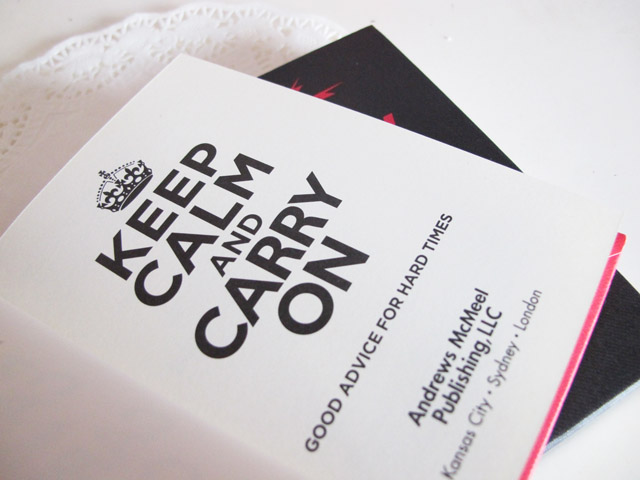 KEEP
CALM
AND
CARRY
ON
GOOD ADVICE FOR HARD TIMES
Andrews McMeel
Publishing, LLC
Kansas City • Sydney • London